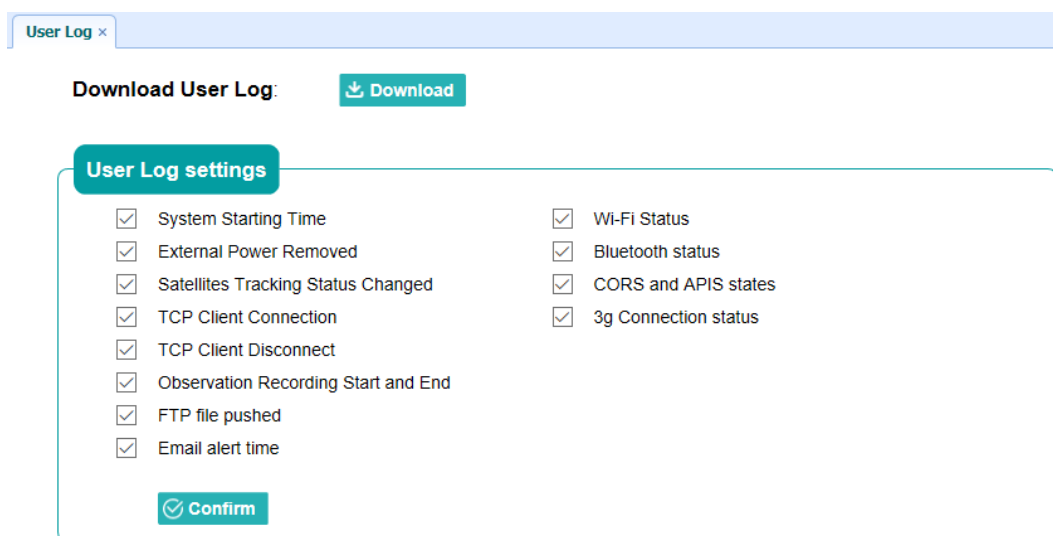 User Log ×
Download User Log: Download
User Log settings
System Starting Time
External Power Removed
Satellites Tracking Status Changed
TCP Client Connection
TCP Client Disconnect
Observation Recording Start and End
FTP file pushed
Email alert time
Wi-Fi Status
Bluetooth status
CORS and APIS states
3g Connection status
Confirm